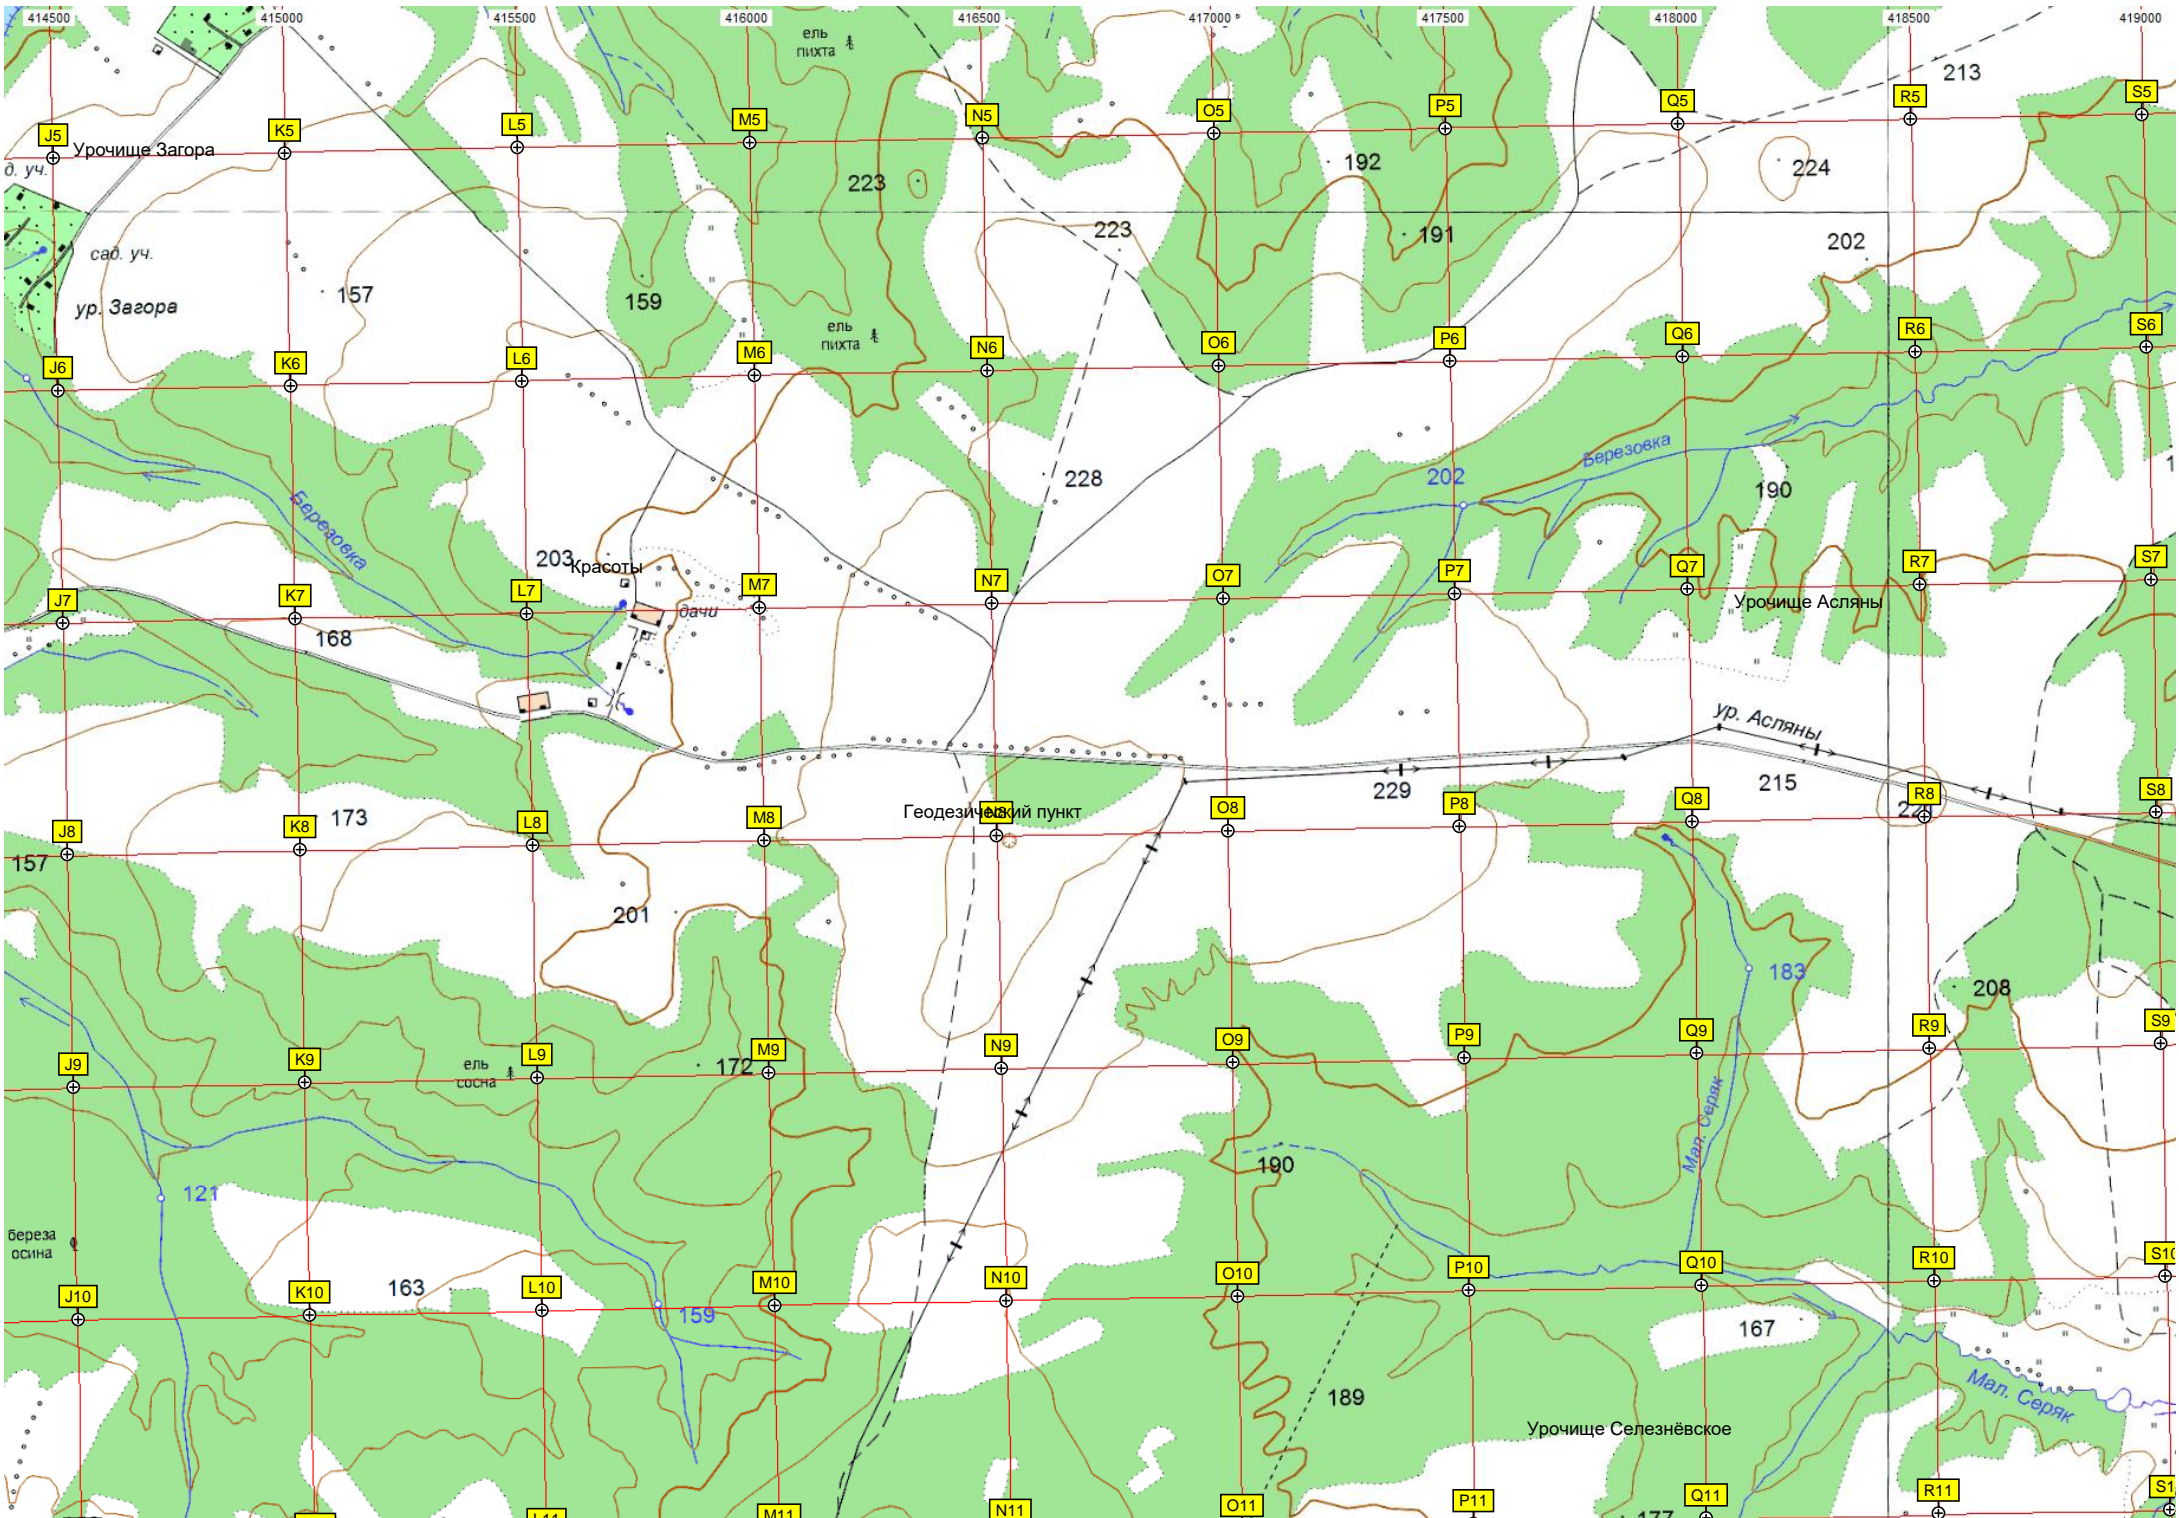 414500 415000 415500 416000 416500 417000 417500 418000 418500 419000
ель
пихта
213
J5 K5 L5 M5 N5 O5 P5 Q5 R5 S5
Урочище Загора
д. уч.
223
192
224
сад. уч.
223
191
202
ур. Загора
157
159
ель
пихта
J6 K6 L6 M6 N6 O6 P6 Q6 R6 S6
Березовка
228
202
Березовка
190
203
Красоты
дачи
J7 K7 L7 M7 N7 O7 P7 Q7 R7 S7
168
Урочище Асляны
ур. Асляны
229
215
173
Геодезический пункт
J8 K8 L8 M8 N8 O8 P8 Q8 R8 S8
157
201
183
208
J9 K9 L9 M9 N9 O9 P9 Q9 R9 S9
ель
сосна
172
Мал. Серяк
190
121
береза
осина
163
159
J10 K10 L10 M10 N10 O10 P10 Q10 R10 S10
167
189
Мал. Серяк
Урочище Селезнёвское
L11 M11 N11 O11 P11 Q11 R11
177